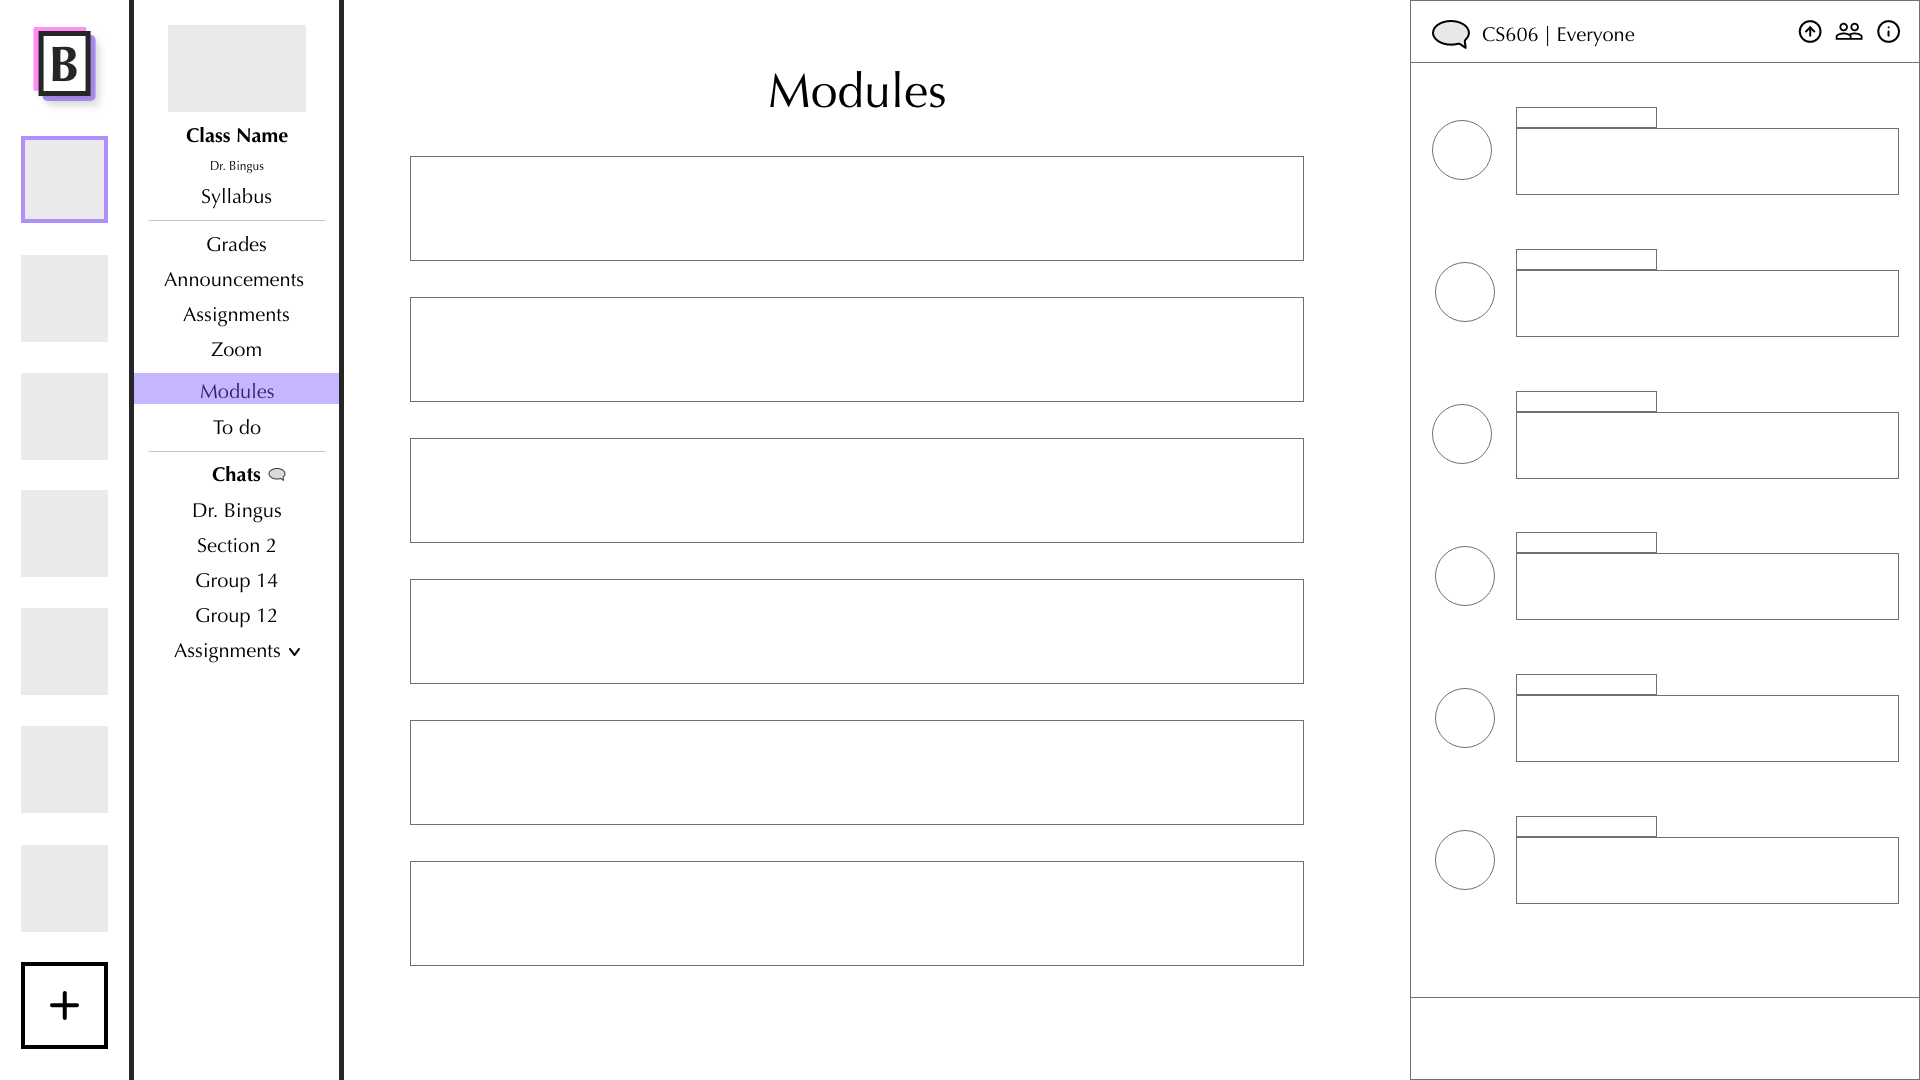 B
Class Name
Dr. Bingus
Syllabus
Grades
Announcements
Assignments
Zoom
Modules
To do
Chats
Dr. Bingus
Section 2
Group 14
Group 12
Assignments
Modules
CS606 | Everyone